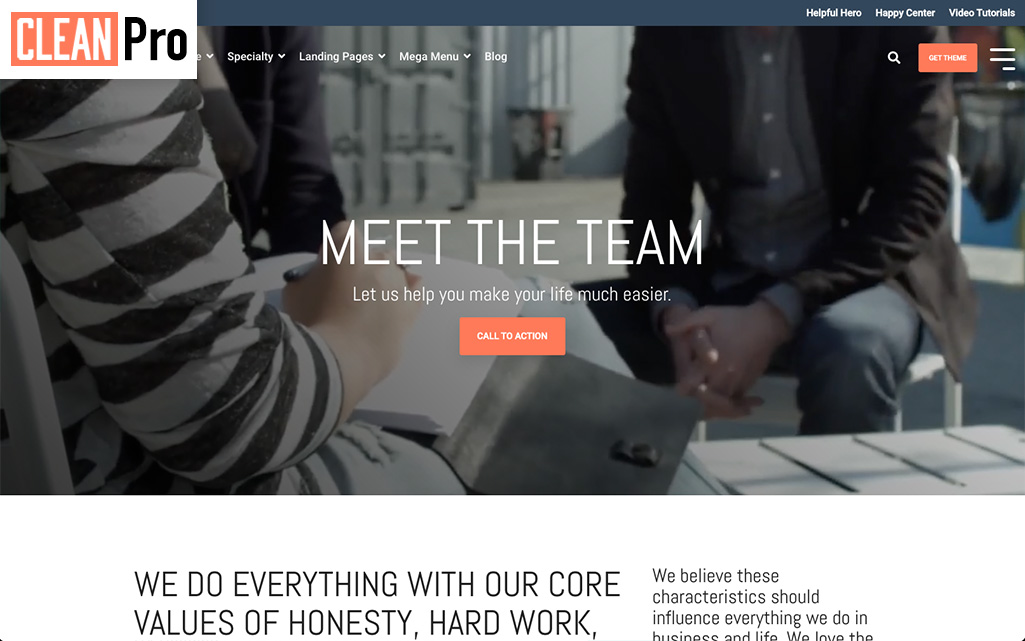 Helpful Hero Happy Center Video Tutorials
CLEAN Pro
Specialty Landing Pages Mega Menu Blog
GET THEME
MEET THE TEAM
Let us help you make your life much easier.
CALL TO ACTION
WE DO EVERYTHING WITH OUR CORE
VALUES OF HONESTY, HARD WORK,
We believe these
characteristics should
influence everything we do in
business and life. We love the